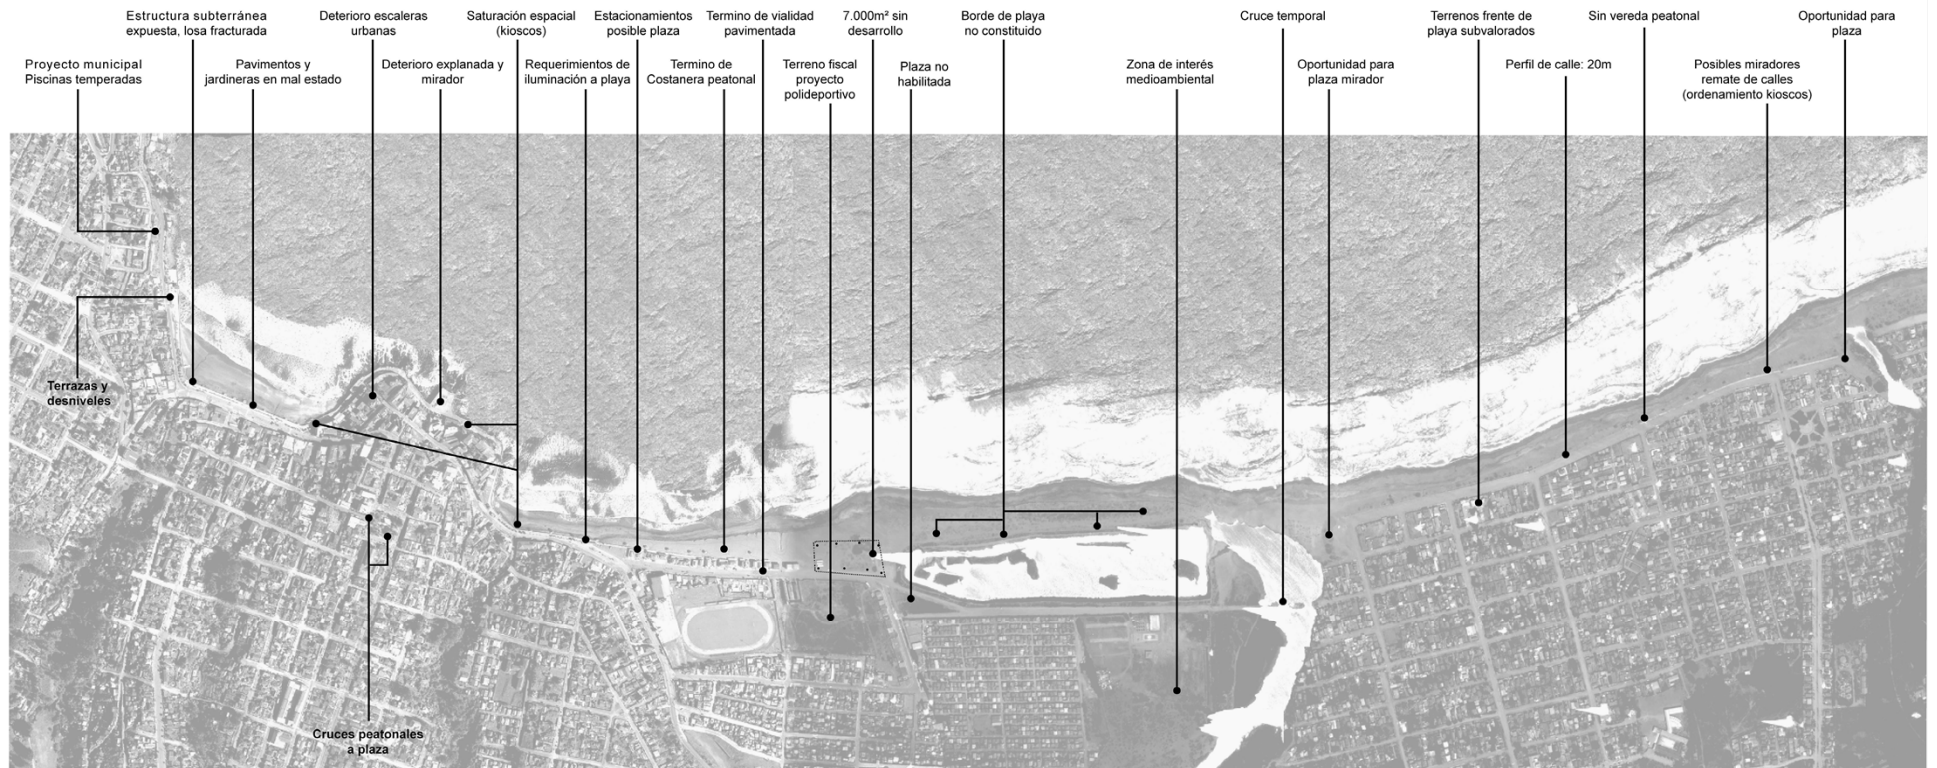 Estructura subterránea
expuesta, losa fracturada
Deterioro escaleras
urbanas
Saturación espacial
(kioscos)
Estacionamientos
posible plaza
Termino de vialidad
pavimentada
7.000m² sin
desarrollo
Borde de playa
no constituido
Cruce temporal
Terrenos frente de
playa subvalorados
Sin vereda peatonal
Oportunidad para
plaza
Proyecto municipal
Piscinas temperadas
Pavimentos y
jardineras en mal estado
Deterioro explanada y
mirador
Requerimientos de
iluminación a playa
Termino de
Costanera peatonal
Terreno fiscal
proyecto
polideportivo
Plaza no
habilitada
Zona de interés
medioambiental
Oportunidad para
plaza mirador
Perfil de calle: 20m
Posibles miradores
remate de calles
(ordenamiento kioscos)
Terrazas y
desniveles
Cruces peatonales
a plaza